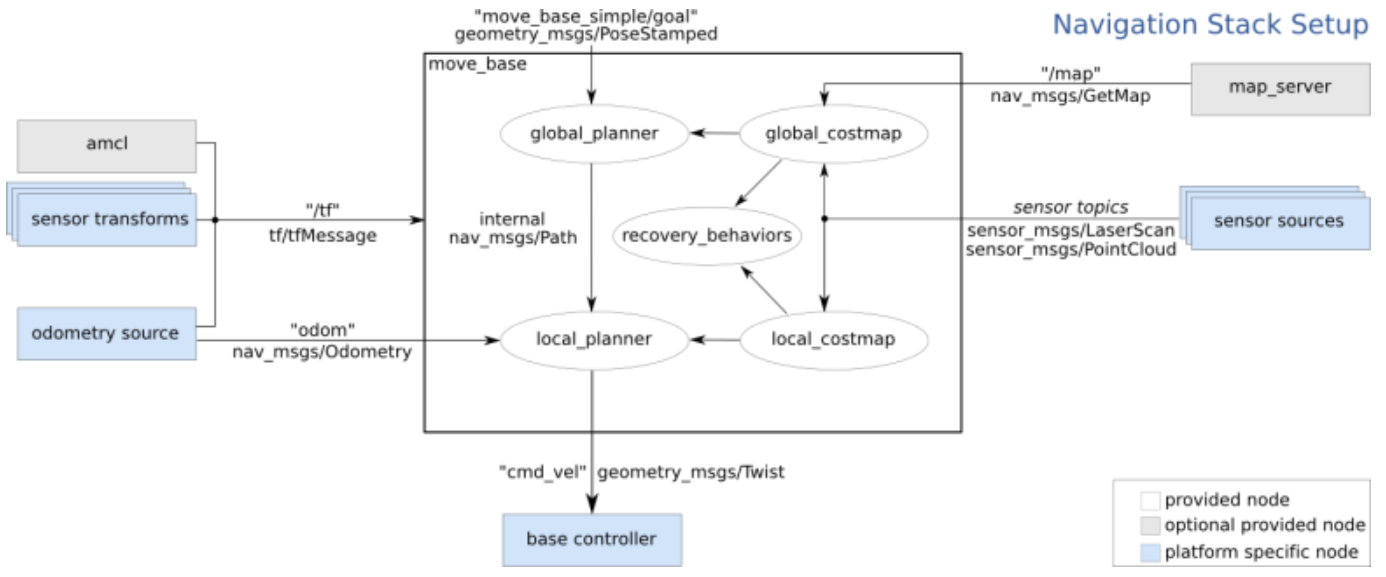 Navigation Stack Setup
"move_base_simple/goal"
geometry_msgs/PoseStamped
move_base
"/map"
nav_msgs/GetMap
map_server
global_planner
global_costmap
amcl
sensor transforms
"/tf"
tf/tfMessage
internal
nav_msgs/Path
recovery_behaviors
sensor topics
sensor_msgs/LaserScan
sensor_msgs/PointCloud
sensor sources
odometry source
"odom"
nav_msgs/Odometry
local_planner
local_costmap
"cmd_vel" geometry_msgs/Twist
base controller
provided node
optional provided node
platform specific node